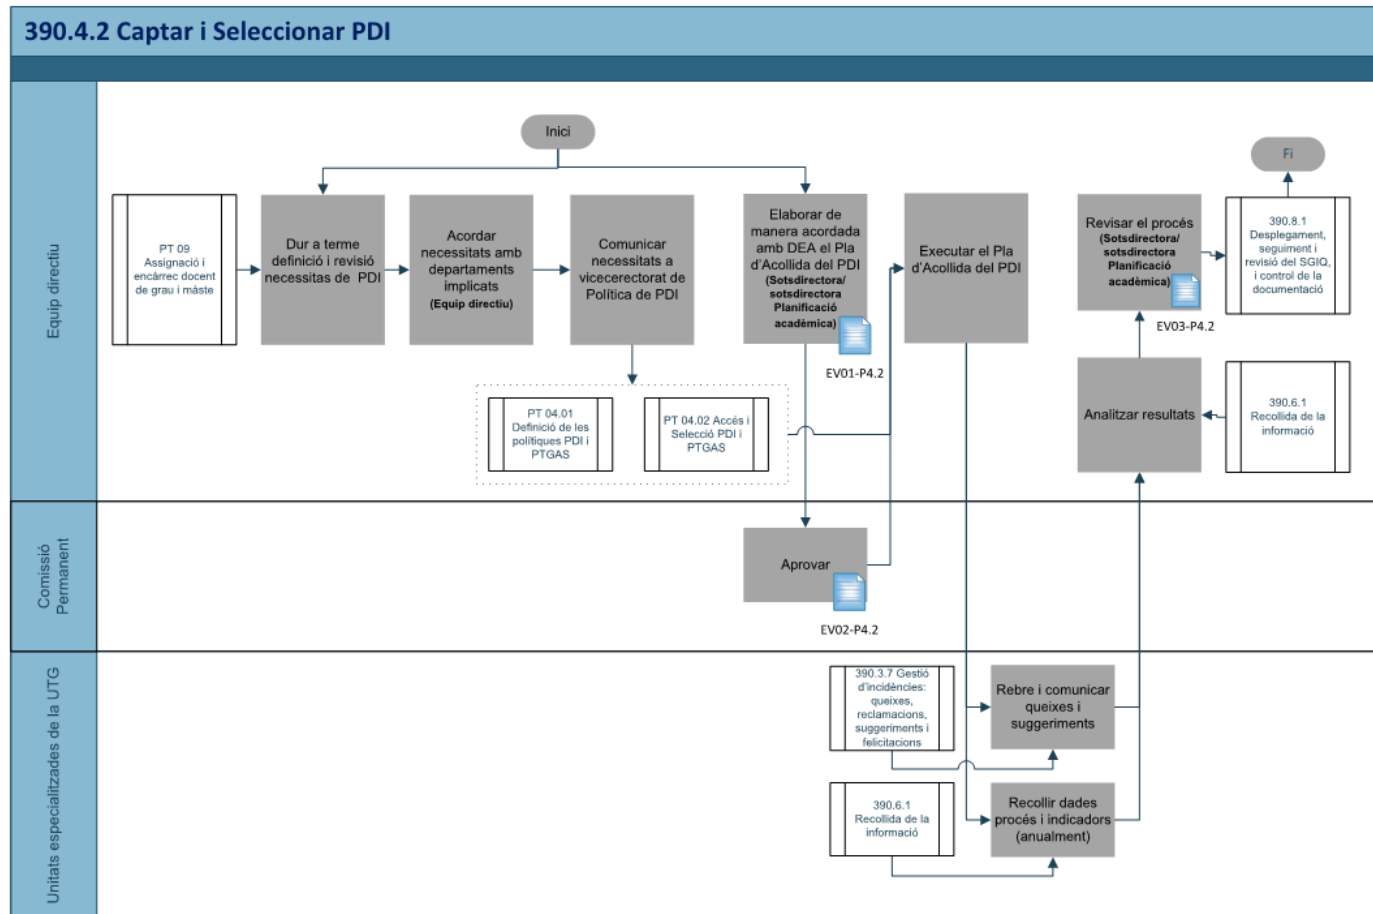 390.4.2 Captar i Seleccionar PDI
Equip directiu
Inici
Fi
PT 09
Assignació i
encàrrec docent
de grau i màste
Dur a terme
definició i revisió
necessitas de PDI
Acordar
necessitats amb
departaments
implicats
(Equip directiu)
Comunicar
necessitats a
vicecerectorat de
Política de PDI
Elaborar de
manera acordada
amb DEA el Pla
d'Acollida del PDI
(Sotsdirectora/
sotsdirectora
Planificació
acadèmica)
EV01-P4.2
Executar el Pla
d'Acollida del PDI
Revisar el procés
(Sotsdirectora/
sotsdirectora
Planificació
acadèmica)
EV03-P4.2
390.8.1
Desplegament,
seguiment i
revisió del SGIQ,
i control de la
documentació
PT 04.01
Definició de les
polítiques PDI i
PTGAS
PT 04.02 Accés i
Selecció PDI i
PTGAS
Analitzar resultats
390.6.1
Recollida de la
informació
Comissió
Permanent
Aprovar
EV02-P4.2
Unitats especialitzades de la UTG
390.3.7 Gestió
d'incidències:
queixes,
reclamacions,
suggeriments i
felicitacions
Rebre i comunicar
queixes i
suggeriments
390.6.1
Recollida de la
informació
Recollir dades
procés i indicadors
(anualment)